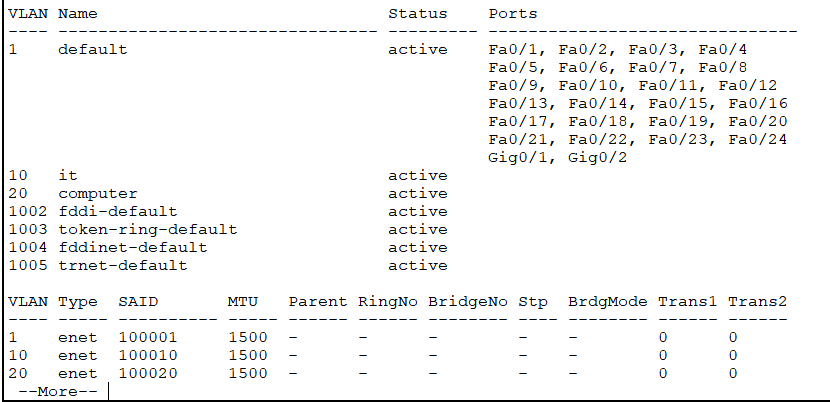 VLAN Name                             Status    Ports
---- -------------------------------- --------- -------------------------------
1    default                          active    Fa0/1, Fa0/2, Fa0/3, Fa0/4
                                                Fa0/5, Fa0/6, Fa0/7, Fa0/8
                                                Fa0/9, Fa0/10, Fa0/11, Fa0/12
                                                Fa0/13, Fa0/14, Fa0/15, Fa0/16
                                                Fa0/17, Fa0/18, Fa0/19, Fa0/20
                                                Fa0/21, Fa0/22, Fa0/23, Fa0/24
                                                Gig0/1, Gig0/2
10   it                               active
20   computer                         active
1002 fddi-default                     active
1003 token-ring-default               active
1004 fddinet-default                  active
1005 trnet-default                    active
VLAN Type  SAID       MTU   Parent RingNo BridgeNo Stp  BrdgMode Trans1 Trans2
---- ----- ---------- ----- ------ ------ -------- ---- -------- ------ ------
1    enet  100001     1500  -      -      -        -    -        0      0
10   enet  100010     1500  -      -      -        -    -        0      0
20   enet  100020     1500  -      -      -        -    -        0      0
 --More--